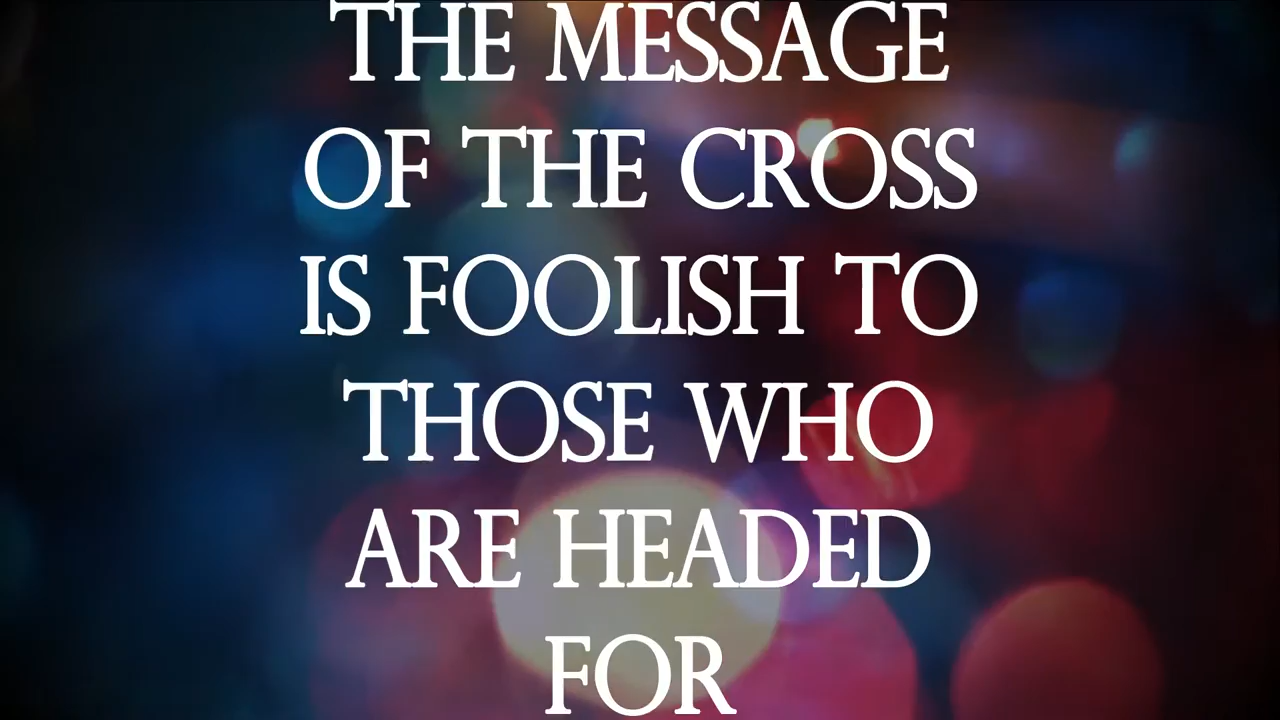 THE MESSAGE
OF THE CROSS
IS FOOLISH TO
THOSE WHO
ARE HEADED
FOR